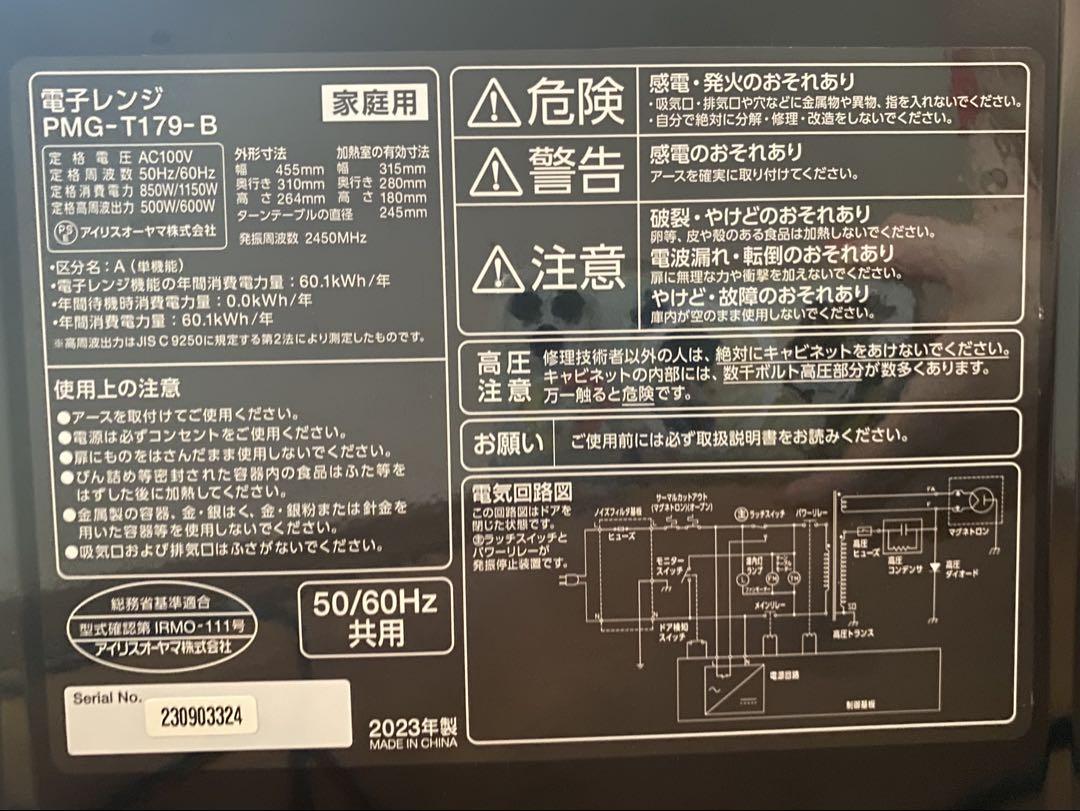 電子レンジ
家庭用
PMG-T179-B
定格電圧 AC100V
定格周波数 50Hz/60Hz
定格消費電力 850W/1150W
定格高周波出力 500W/600W
PS E アイリスオーヤマ株式会社
外形寸法
幅 455mm
奥行き 310mm
高さ 264mm
加熱室の有効寸法
幅 315mm
奥行き 280mm
高さ 180mm
ターンテーブルの直径 245mm
発振周波数 2450MHz
・区分名：A（単機能）
・電子レンジ機能の年間消費電力量：60.1kWh/年
・年間待機時消費電力量：0.0kWh/年
・年間消費電力量：60.1kWh/年
※高周波出力はJIS C 9250に規定する第2法により測定したものです。
使用上の注意
●アースを取付けてご使用ください。
●電源は必ずコンセントをご使用ください。
●扉にものをはさんだまま使用しないでください。
●びん詰め等密封された容器内の食品はふた等を
はずした後に加熱してください。
●金属製の容器、金・銀はく、金・銀粉または針金を
用いた容器等を使用しないでください。
●吸気口および排気口はふさがないでください。
総務省基準適合
型式確認第IRMO-111号
アイリスオーヤマ株式会社
50/60Hz
共用
Serial No.
230903324
2023年製
MADE IN CHINA
危険
感電・発火のおそれあり
・吸気口・排気口や穴などに金属物や異物、指を入れないでください。
・自分で絶対に分解・修理・改造をしないでください。
警告
感電のおそれあり
アースを確実に取り付けてください。
注意
破裂・やけどのおそれあり
卵等、皮や殻のある食品は加熱しないでください。
電波漏れ・転倒のおそれあり
扉に無理な力や衝撃を加えないでください。
やけど・故障のおそれあり
庫内が空のまま使用しないでください。
高圧
注意
修理技術者以外の人は、絶対にキャビネットをあけないでください。
キャビネットの内部には、数千ボルト高圧部分が数多くあります。
万一触ると危険です。
お願い
ご使用前には必ず取扱説明書をお読みください。
電気回路図
この回路図はドアを
閉じた状態です。
主ラッチスイッチと
パワーリレーが
発振停止装置です。
サーマルカットアウト
(マグネトロン)(オーブン)
ノイズフィルタ基板
ヒューズ
主ラッチスイッチ
パワーリレー
モニター
スイッチ
庫内灯
ランプ
ファンモーター
メインリレー
ドア検知
スイッチ
高圧
ヒューズ
高圧
コンデンサ
高圧
ダイオード
マグネトロン
高圧トランス
電源回路
制御基板